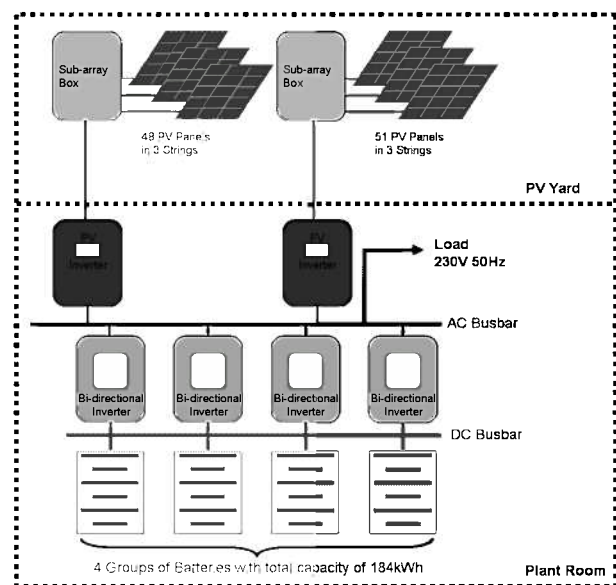 Sub-array
Box
Sub-array
Box
48 PV Panels
in 3 Strings
51 PV Panels
in 3 Strings
PV Yard
PV
Inverter
PV
Inverter
Load
230V 50Hz
AC Busbar
Bi-directional
Inverter
Bi-directional
Inverter
Bi-directional
Inverter
Bi-directional
Inverter
DC Busbar
4 Groups of Batteries with total capacity of 184kWh
Plant Room